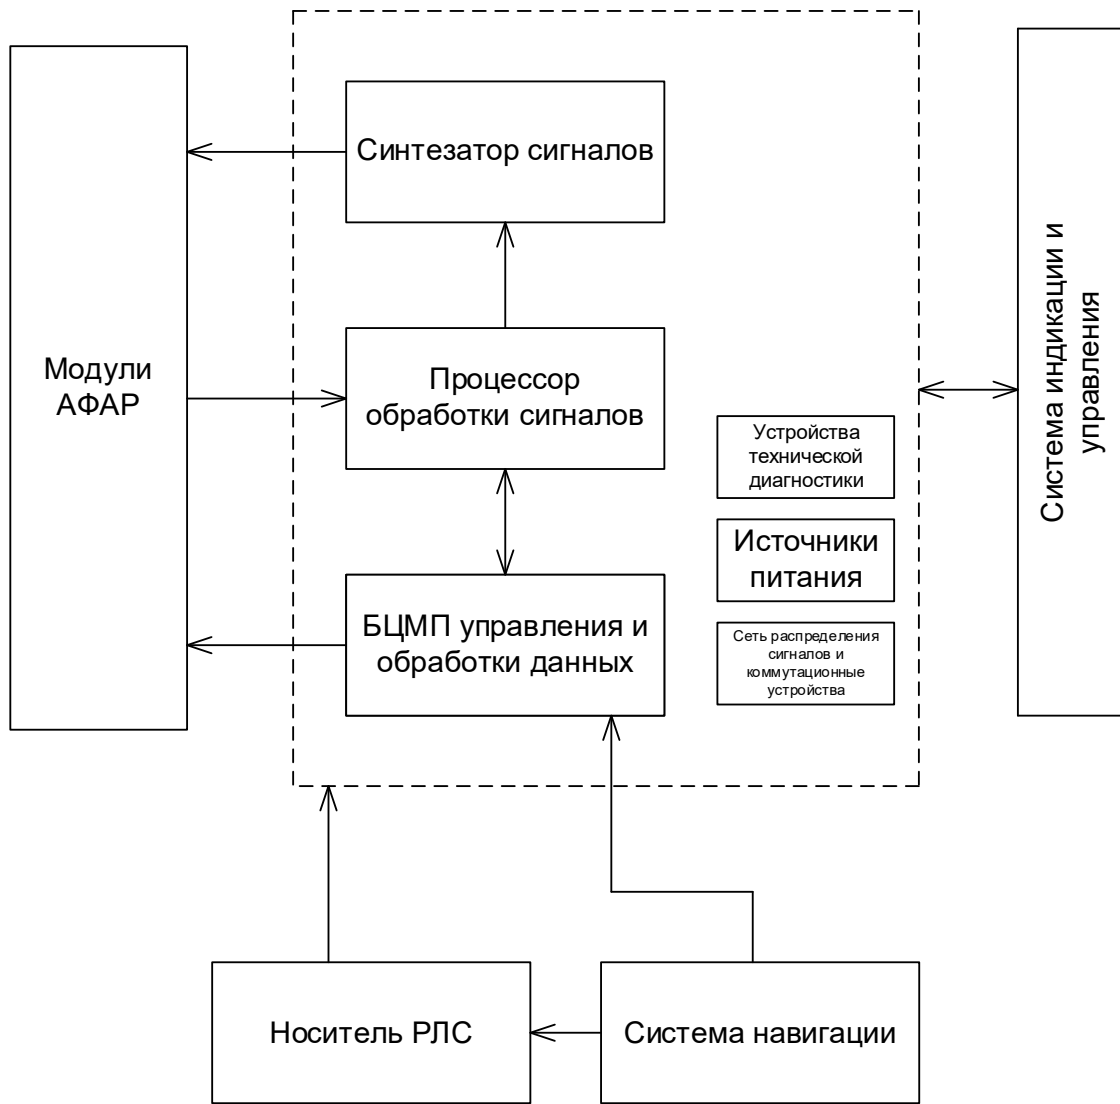 Синтезатор сигналов
Модули
АФАР
Процессор
обработки сигналов
Устройства
технической
диагностики
Источники
питания
БЦМП управления и
обработки данных
Сеть распределения
сигналов и
коммутационные
устройства
Система индикации и
управления
Носитель РЛС
Система навигации